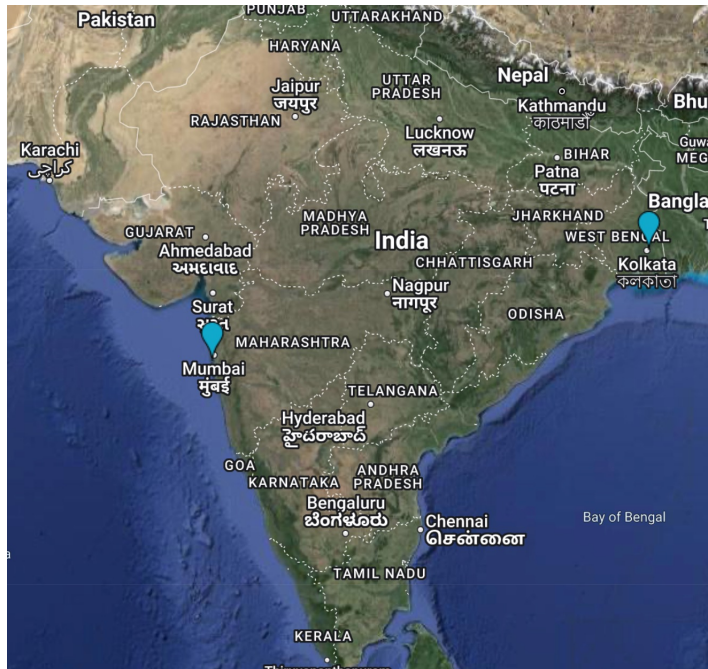 Pakistan
PUNJAB
UTTARAKHAND
HARYANA
Jaipur
जयपुर
RAJASTHAN
UTTAR
PRADESH
Lucknow
लखनऊ
Nepal
Kathmandu
काठमाडौँ
Bhu
Karachi
کراچی
BIHAR
Patna
पटना
MEG
Bangla
JHARKHAND
MADHYA
PRADESH
India
GUJARAT
Ahmedabad
અમદાવાદ
WEST BENGAL
Kolkata
কলকাতা
CHHATTISGARH
Nagpur
नागपूर
Surat
ODISHA
MAHARASHTRA
Mumbai
मुंबई
TELANGANA
Hyderabad
హైదరాబాద్
GOA
KARNATAKA
ANDHRA
PRADESH
Bengaluru
ಬೆಂಗಳೂರು
Chennai
சென்னை
Bay of Bengal
TAMIL NADU
KERALA